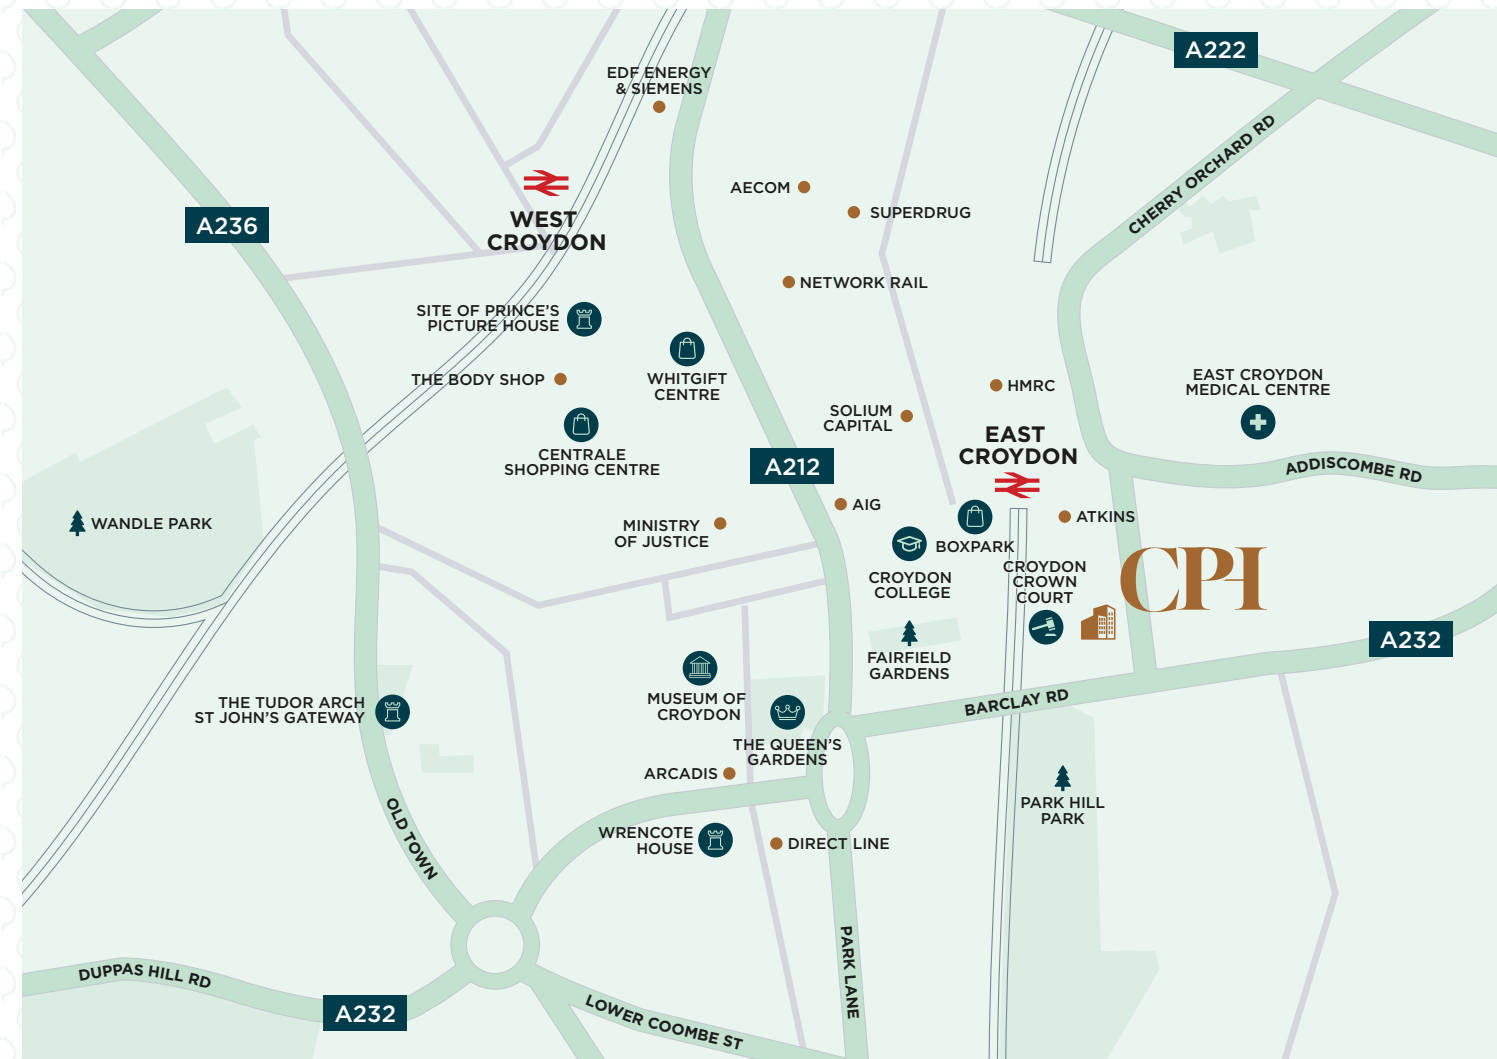 A222
EDF ENERGY
& SIEMENS
CHERRY ORCHARD RD
AECOM
SUPERDRUG
A236
WEST
CROYDON
NETWORK RAIL
SITE OF PRINCE'S
PICTURE HOUSE
THE BODY SHOP
WHITGIFT
CENTRE
HMRC
EAST CROYDON
MEDICAL CENTRE
SOLIUM
CAPITAL
EAST
CROYDON
CENTRALE
SHOPPING CENTRE
A212
ADDISCOMBE RD
AIG
WANDLE PARK
MINISTRY
OF JUSTICE
BOXPARK
ATKINS
CROYDON
COLLEGE
CROYDON
CROWN
COURT
CPH
A232
FAIRFIELD
GARDENS
THE TUDOR ARCH
ST JOHN'S GATEWAY
MUSEUM OF
CROYDON
BARCLAY RD
THE QUEEN'S
GARDENS
ARCADIS
PARK HILL
PARK
OLD TOWN
WRENCOTE
HOUSE
DIRECT LINE
PARK LANE
DUPPAS HILL RD
A232
LOWER COOMBE ST